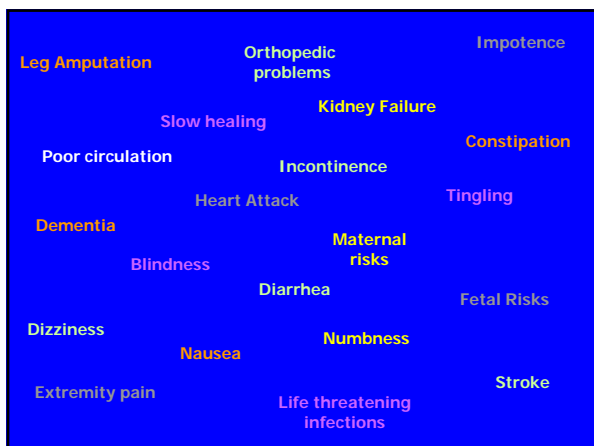 Impotence
Orthopedic
problems
Leg Amputation
Kidney Failure
Slow healing
Constipation
Poor circulation
Incontinence
Tingling
Heart Attack
Dementia
Maternal
risks
Blindness
Diarrhea
Fetal Risks
Dizziness
Numbness
Nausea
Stroke
Extremity pain
Life threatening
infections